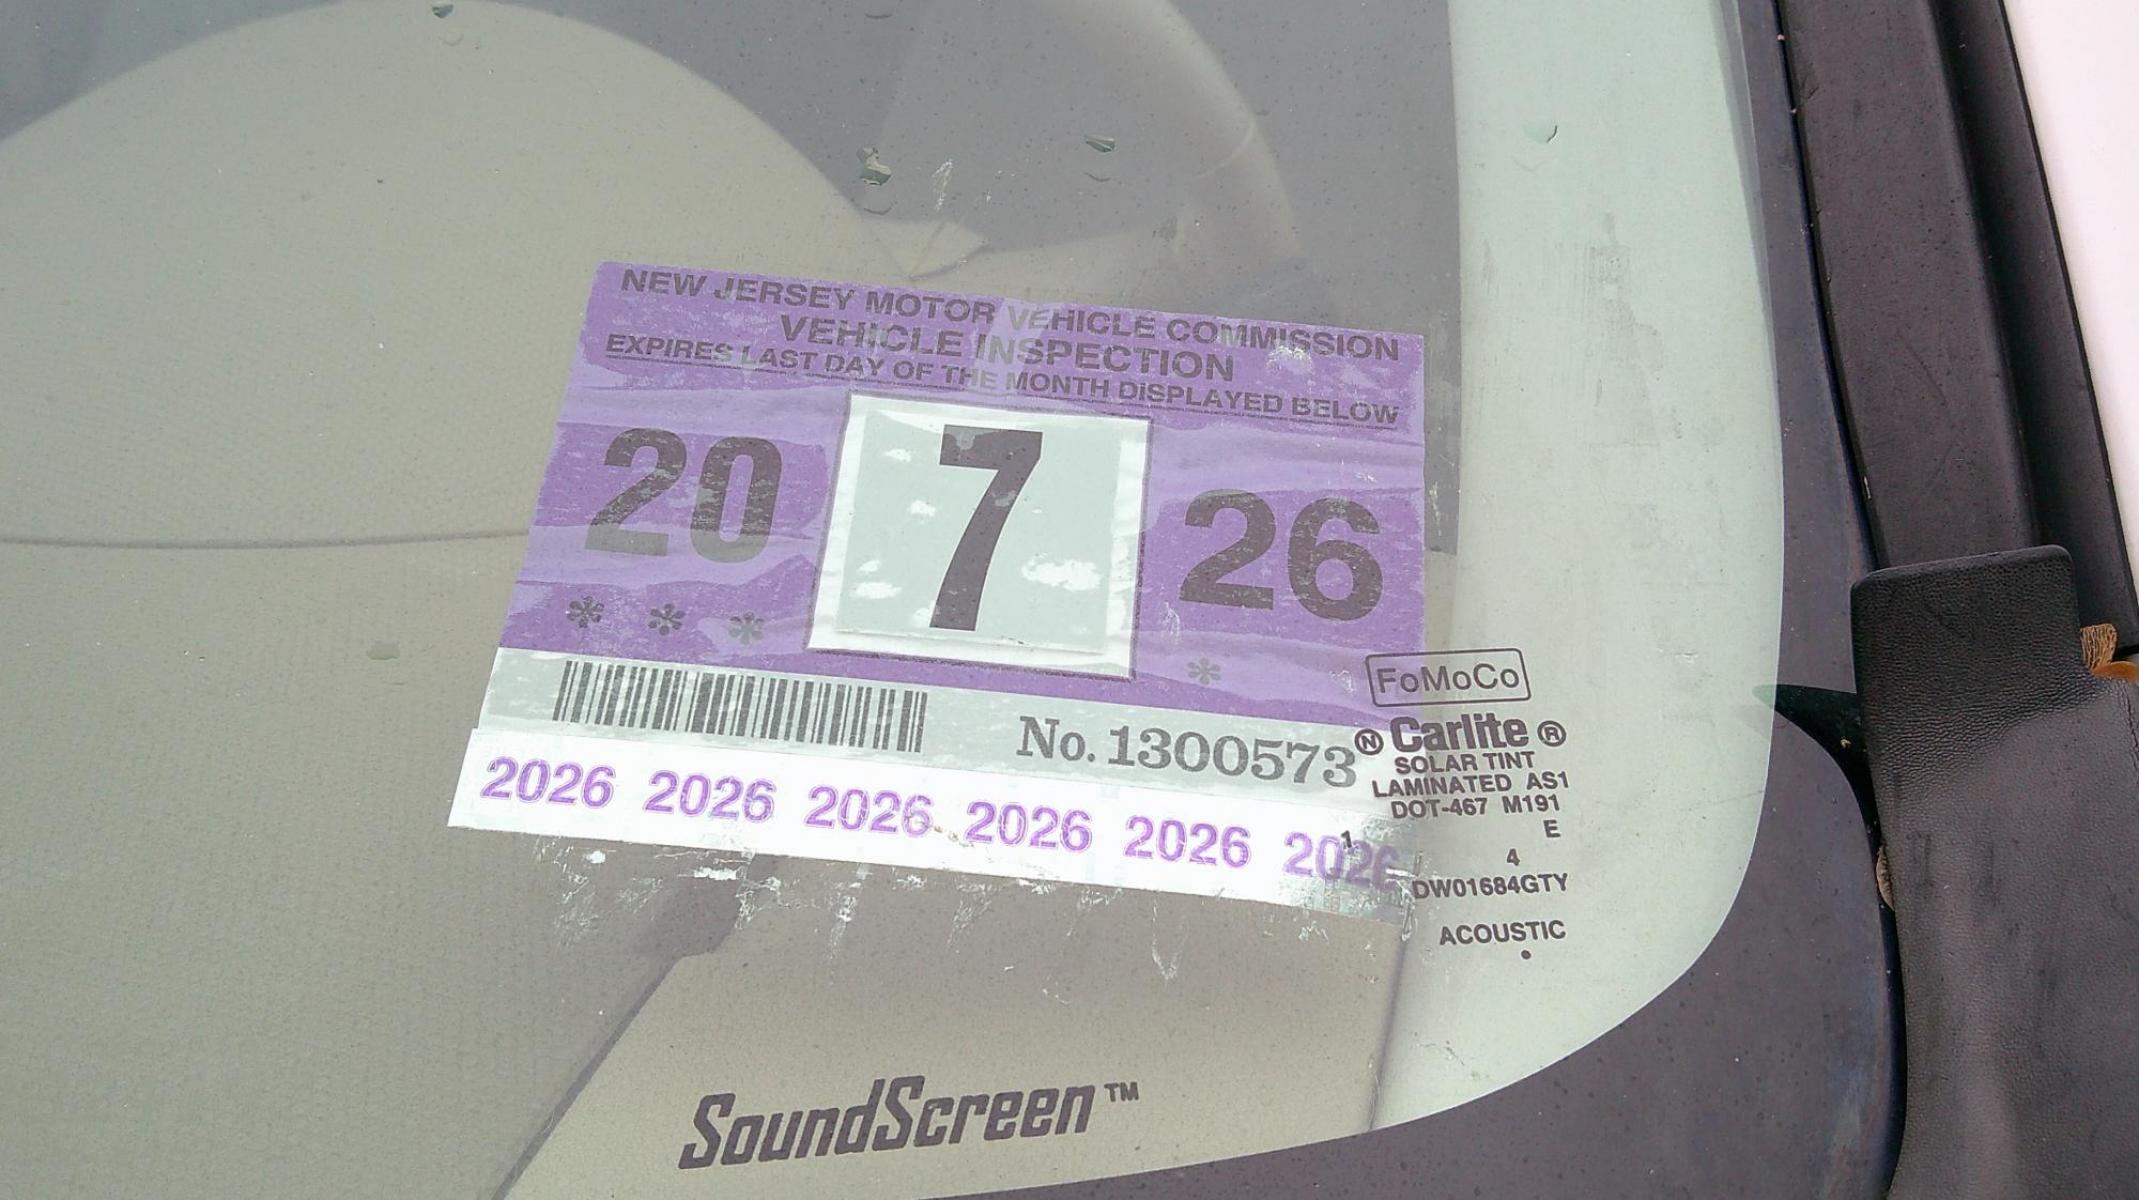 NEW JERSEY MOTOR VEHICLE COMMISSION
VEHICLE INSPECTION
EXPIRES LAST DAY OF THE MONTH DISPLAYED BELOW
20 7 26
* * * *
No. 1300573
2026 2026 2026 2026 2026 2026
1
FoMoCo
Ⓝ Carlite ®
SOLAR TINT
LAMINATED AS1
DOT-467 M191
E
4
DW01684GTY
ACOUSTIC
•
SoundScreen™